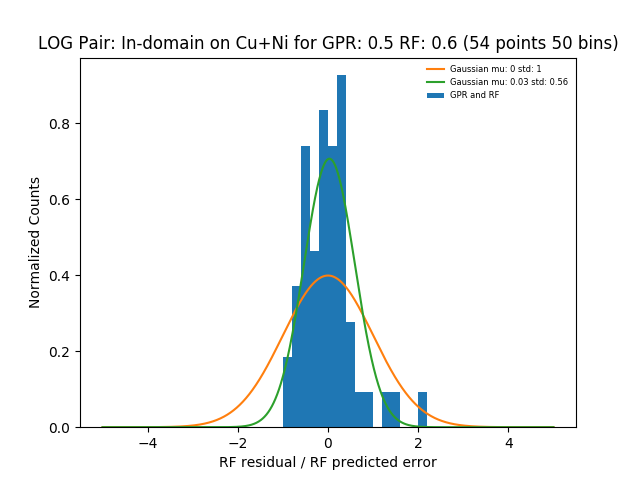 LOG Pair: In-domain on Cu+Ni for GPR: 0.5 RF: 0.6 (54 points 50 bins)
Gaussian mu: 0 std: 1
Gaussian mu: 0.03 std: 0.56
GPR and RF
Normalized Counts
0.8
0.6
0.4
0.2
0.0
−4
−2
0
2
4
RF residual / RF predicted error